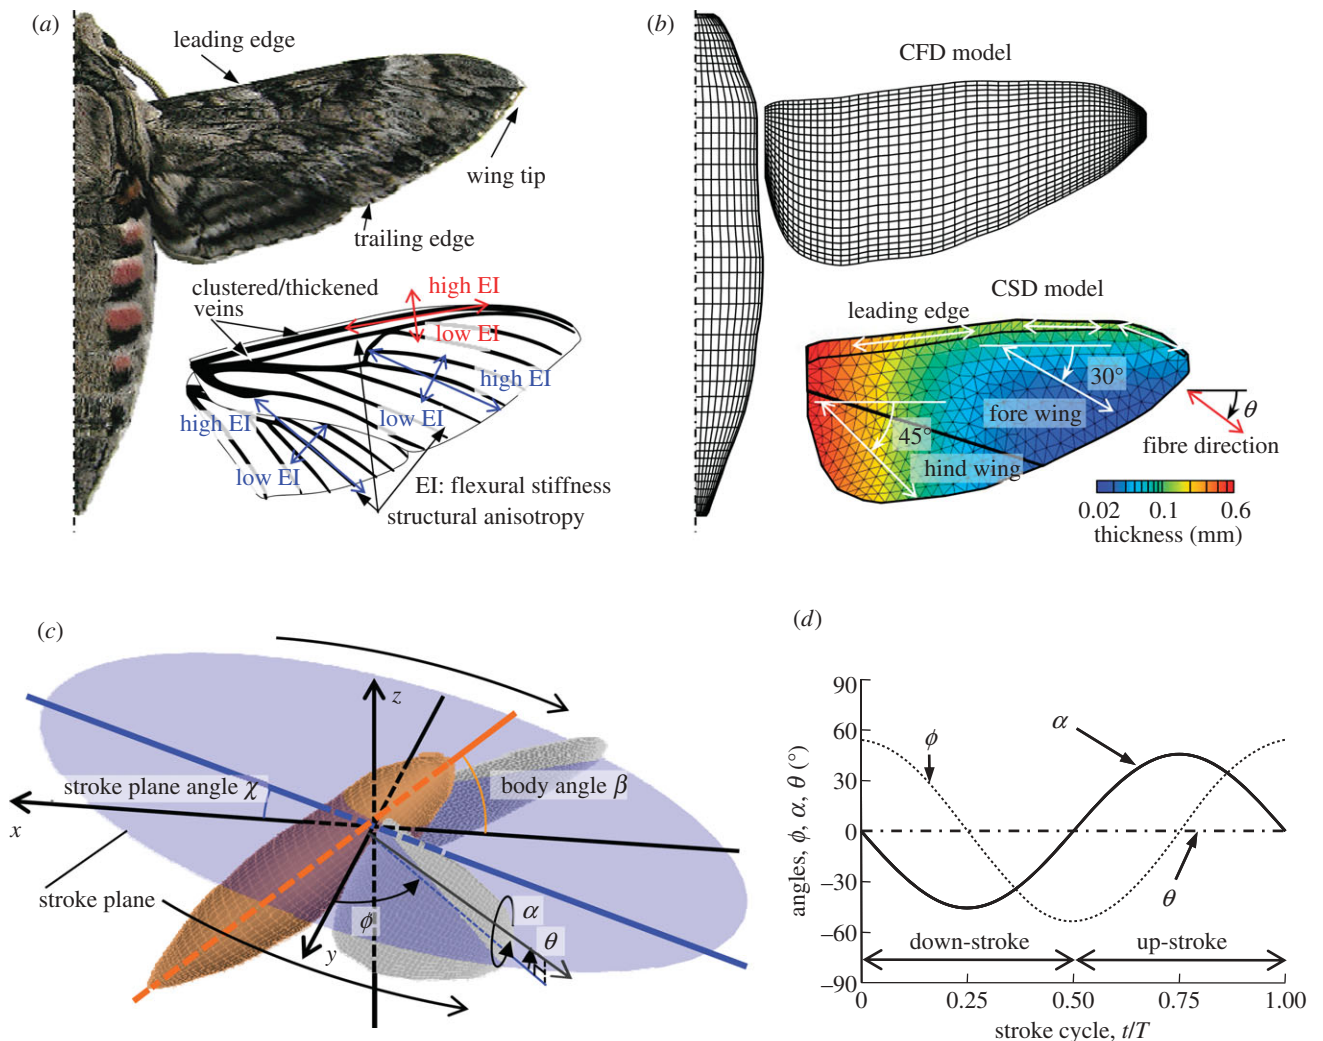 (a)
leading edge
wing tip
trailing edge
clustered/thickened
veins
high EI
low EI
high EI
low EI
high EI
low EI
EI: flexural stiffness
structural anisotropy
(b)
CFD model
CSD model
leading edge
30°
fore wing
45°
hind wing
θ
fibre direction
0.02 0.1 0.6
thickness (mm)
(c)
z
stroke plane angle χ
body angle β
x
stroke plane
ϕ
α
θ
y
(d)
angles, ϕ, α, θ (°)
90
60
30
0
–30
–60
–90
ϕ
α
θ
down-stroke
up-stroke
0 0.25 0.50 0.75 1.00
stroke cycle, t/T